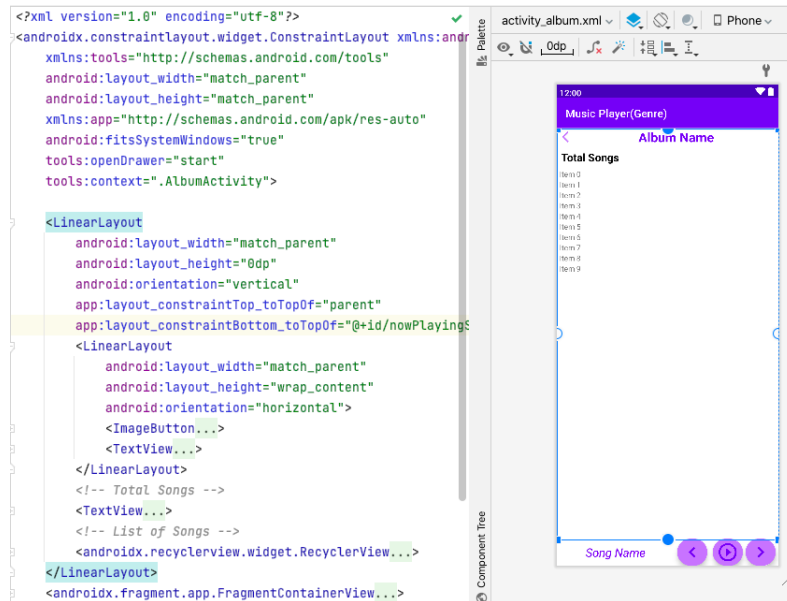 <?xml version="1.0" encoding="utf-8"?>
<androidx.constraintlayout.widget.ConstraintLayout xmlns:andr
xmlns:tools="http://schemas.android.com/tools"
android:layout_width="match_parent"
android:layout_height="match_parent"
xmlns:app="http://schemas.android.com/apk/res-auto"
android:fitsSystemWindows="true"
tools:openDrawer="start"
tools:context=".AlbumActivity">
<LinearLayout
android:layout_width="match_parent"
android:layout_height="0dp"
android:orientation="vertical"
app:layout_constraintTop_toTopOf="parent"
app:layout_constraintBottom_toTopOf="@+id/nowPlayingS
<LinearLayout
android:layout_width="match_parent"
android:layout_height="wrap_content"
android:orientation="horizontal">
<ImageButton...>
<TextView...>
</LinearLayout>
<!-- Total Songs -->
<TextView...>
<!-- List of Songs -->
<androidx.recyclerview.widget.RecyclerView...>
</LinearLayout>
<androidx.fragment.app.FragmentContainerView...>
Palette
Component Tree
activity_album.xml
Phone
0dp
12:00
Music Player(Genre)
Album Name
Total Songs
Item 0
Item 1
Item 2
Item 3
Item 4
Item 5
Item 6
Item 7
Item 8
Item 9
Song Name